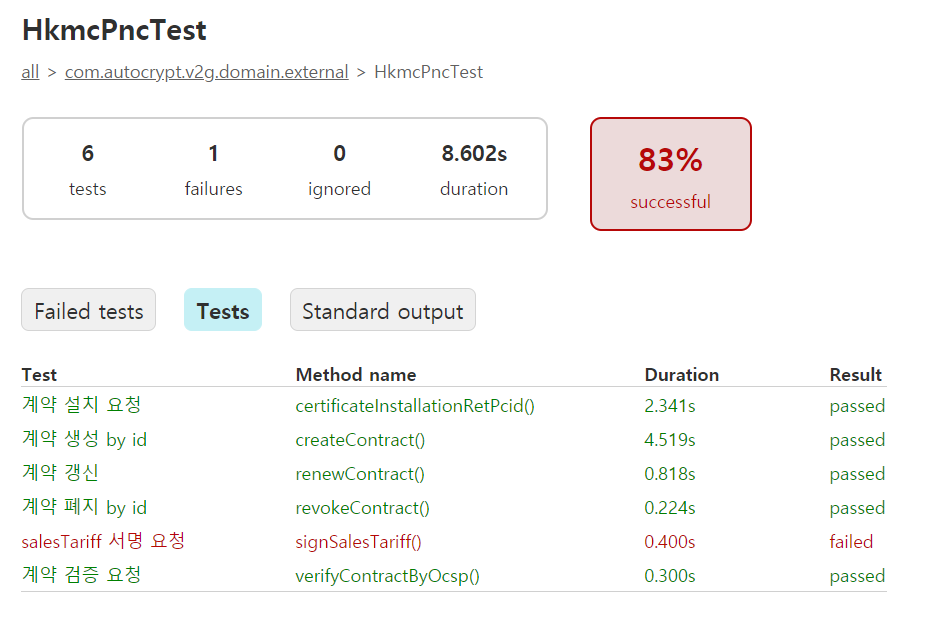 HkmcPncTest
all > com.autocrypt.v2g.domain.external > HkmcPncTest
6 1 0 8.602s
tests failures ignored duration
83%
successful
Failed tests Tests Standard output
Test Method name Duration Result
계약 설치 요청 certificateInstallationRetPcid() 2.341s passed
계약 생성 by id createContract() 4.519s passed
계약 갱신 renewContract() 0.818s passed
계약 폐지 by id revokeContract() 0.224s passed
salesTariff 서명 요청 signSalesTariff() 0.400s failed
계약 검증 요청 verifyContractByOcsp() 0.300s passed